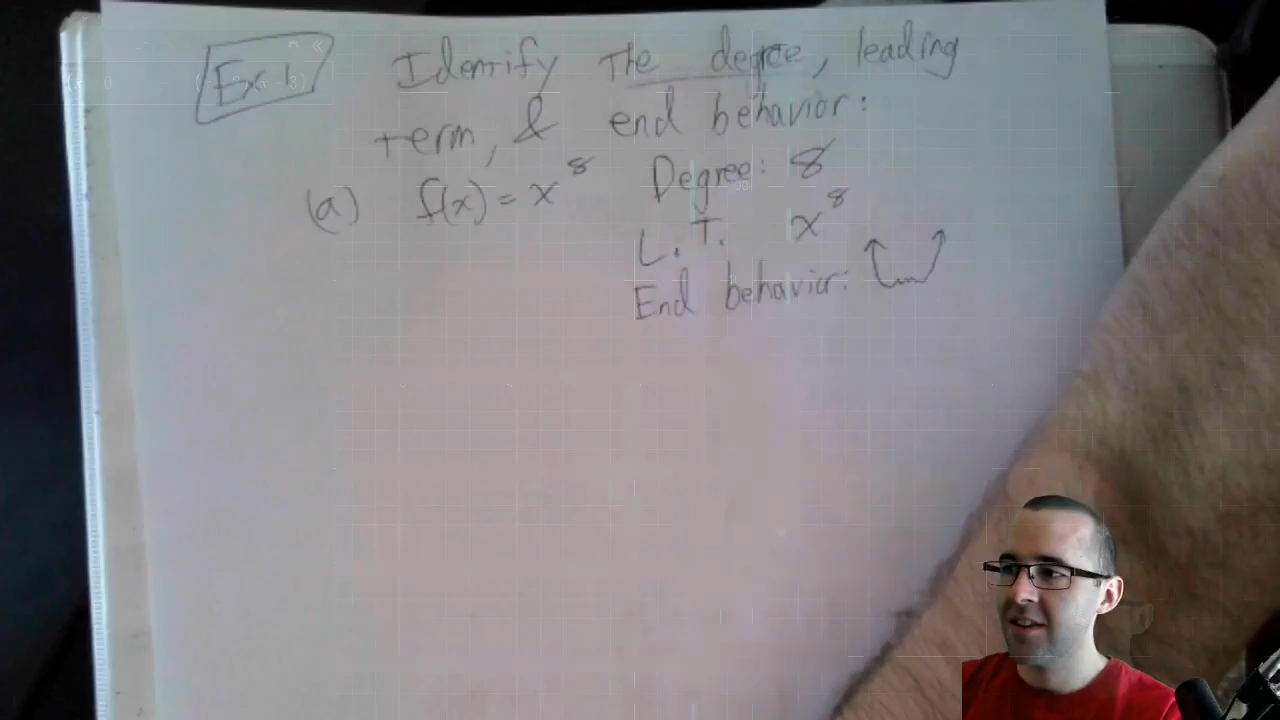 Ex 1 Identify the degree, leading
term, & end behavior:
(a) f(x) = x^8 Degree: 8
L.T. x^8
End behavior: